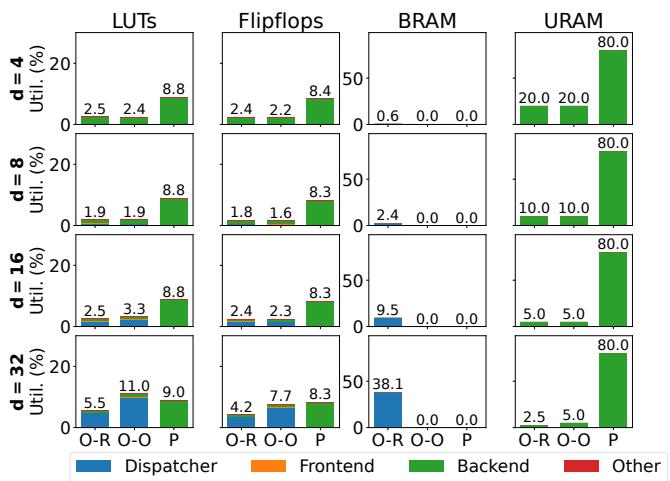 LUTs Flipflops BRAM URAM
d = 4
Util. (%)
20
0
2.5 2.4 8.8
2.4 2.2 8.4
50
0
0.6 0.0 0.0
20.0 20.0 80.0
d = 8
Util. (%)
20
0
1.9 1.9 8.8
1.8 1.6 8.3
50
0
2.4 0.0 0.0
10.0 10.0 80.0
d = 16
Util. (%)
20
0
2.5 3.3 8.8
2.4 2.3 8.3
50
0
9.5 0.0 0.0
5.0 5.0 80.0
d = 32
Util. (%)
20
0
5.5 11.0 9.0
4.2 7.7 8.3
50
0
38.1 0.0 0.0
2.5 5.0 80.0
O-R O-O P O-R O-O P O-R O-O P O-R O-O P
Dispatcher Frontend Backend Other